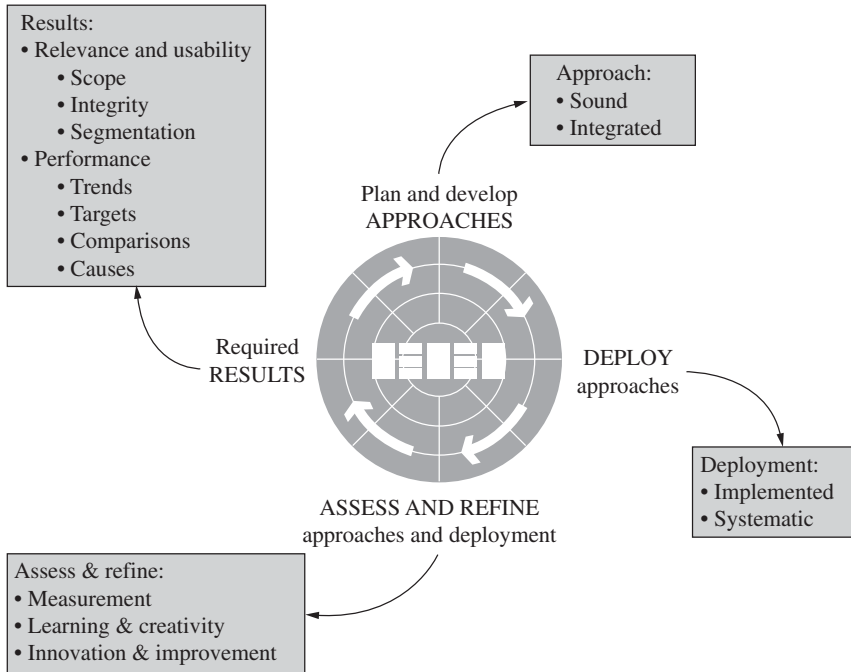 Results:
• Relevance and usability
• Scope
• Integrity
• Segmentation
• Performance
• Trends
• Targets
• Comparisons
• Causes
Approach:
• Sound
• Integrated
Plan and develop
APPROACHES
Required
RESULTS
DEPLOY
approaches
Deployment:
• Implemented
• Systematic
ASSESS AND REFINE
approaches and deployment
Assess & refine:
• Measurement
• Learning & creativity
• Innovation & improvement